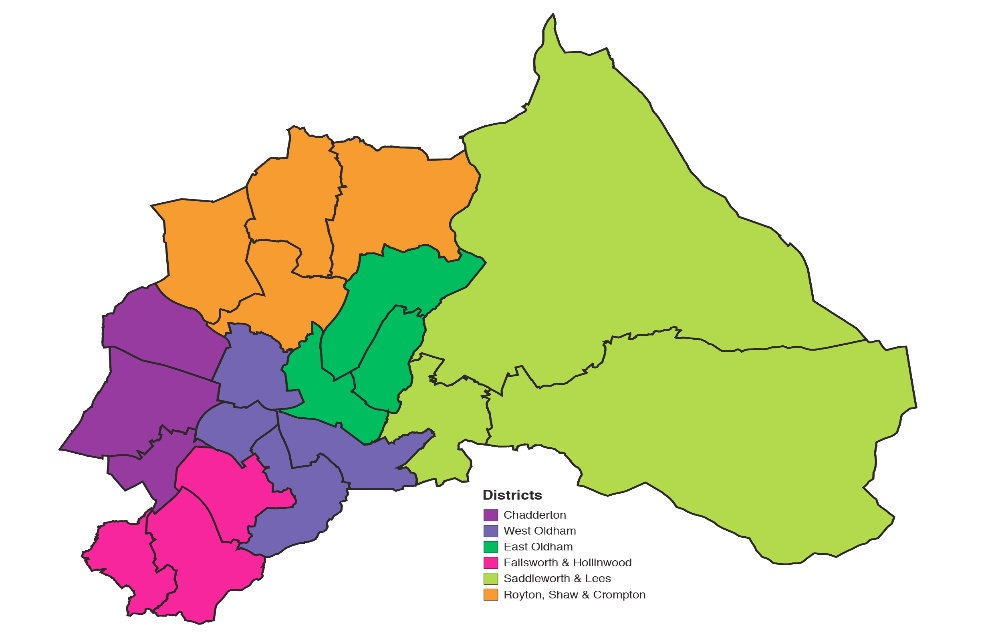 Districts
Chadderton
West Oldham
East Oldham
Failsworth & Hollinwood
Saddleworth & Lees
Royton, Shaw & Crompton